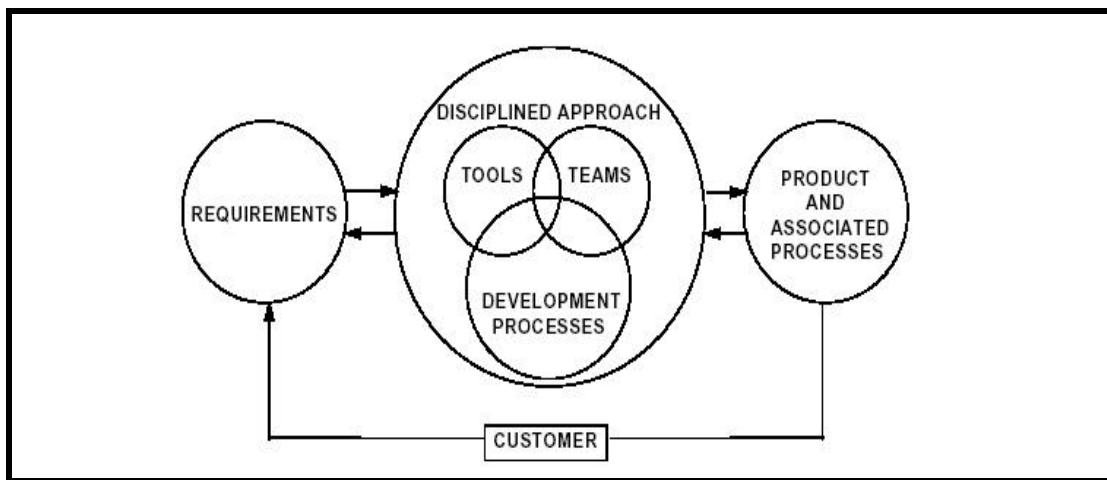 DISCIPLINED APPROACH
TOOLS
TEAMS
REQUIREMENTS
DEVELOPMENT
PROCESSES
PRODUCT
AND
ASSOCIATED
PROCESSES
CUSTOMER